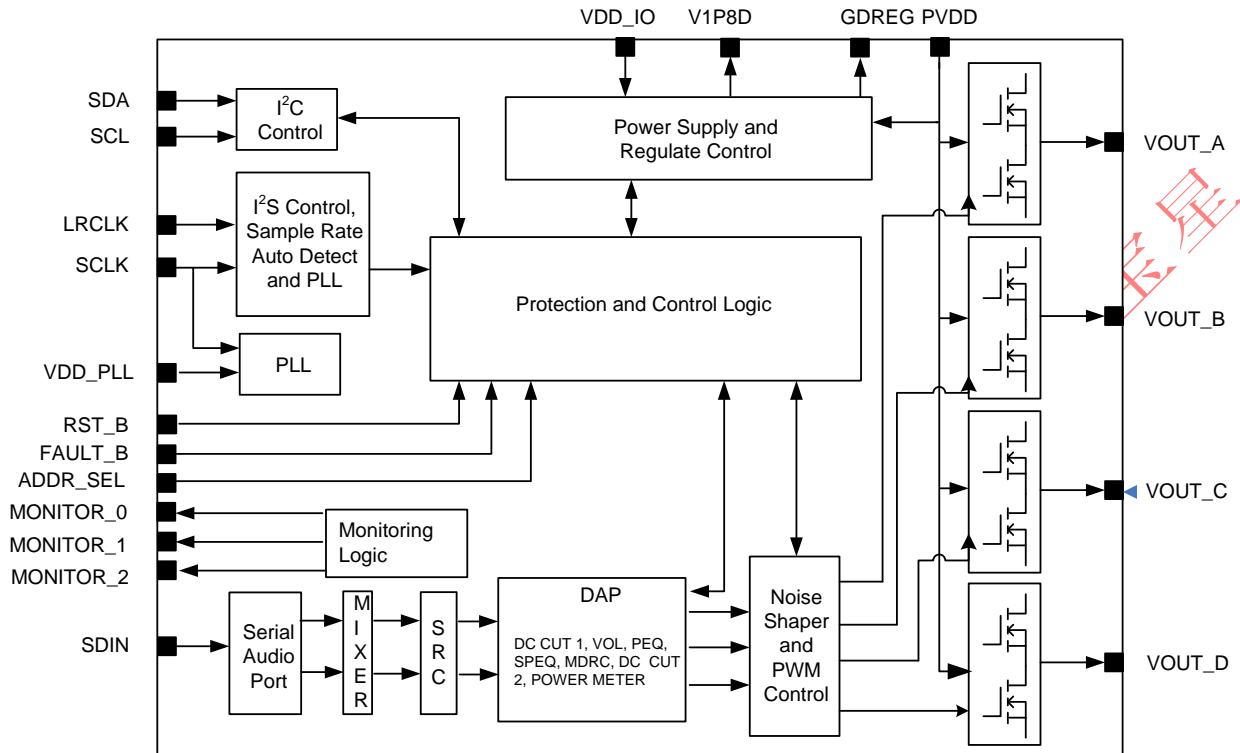 VDD_IO V1P8D GDREG PVDD
SDA
SCL
I²C
Control
Power Supply and
Regulate Control
VOUT_A
LRCLK
SCLK
I²S Control,
Sample Rate
Auto Detect
and PLL
Protection and Control Logic
VOUT_B
VDD_PLL
PLL
RST_B
FAULT_B
ADDR_SEL
MONITOR_0
MONITOR_1
MONITOR_2
Monitoring
Logic
VOUT_C
SDIN
Serial
Audio
Port
MIXER
SRC
DAP
DC CUT 1, VOL, PEQ,
SPEQ, MDRC, DC CUT
2, POWER METER
Noise
Shaper
and
PWM
Control
VOUT_D
星